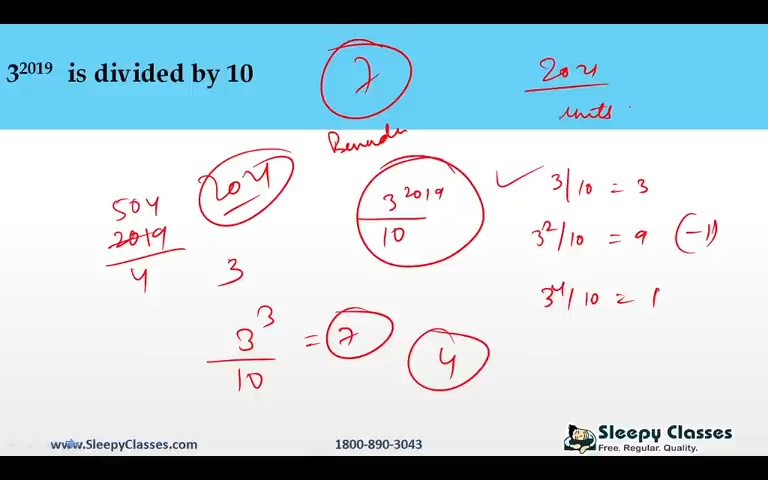 3^2019 is divided by 10
7
2021
units
504
2021
3^2019
10
3/10 = 3
2019
4
3
3^2/10 = 9 (-1)
3^4/10 = 1
3^3
10
= 7
4
www.SleepyClasses.com
1800-890-3043
Sleepy Classes
Free. Regular. Quality.